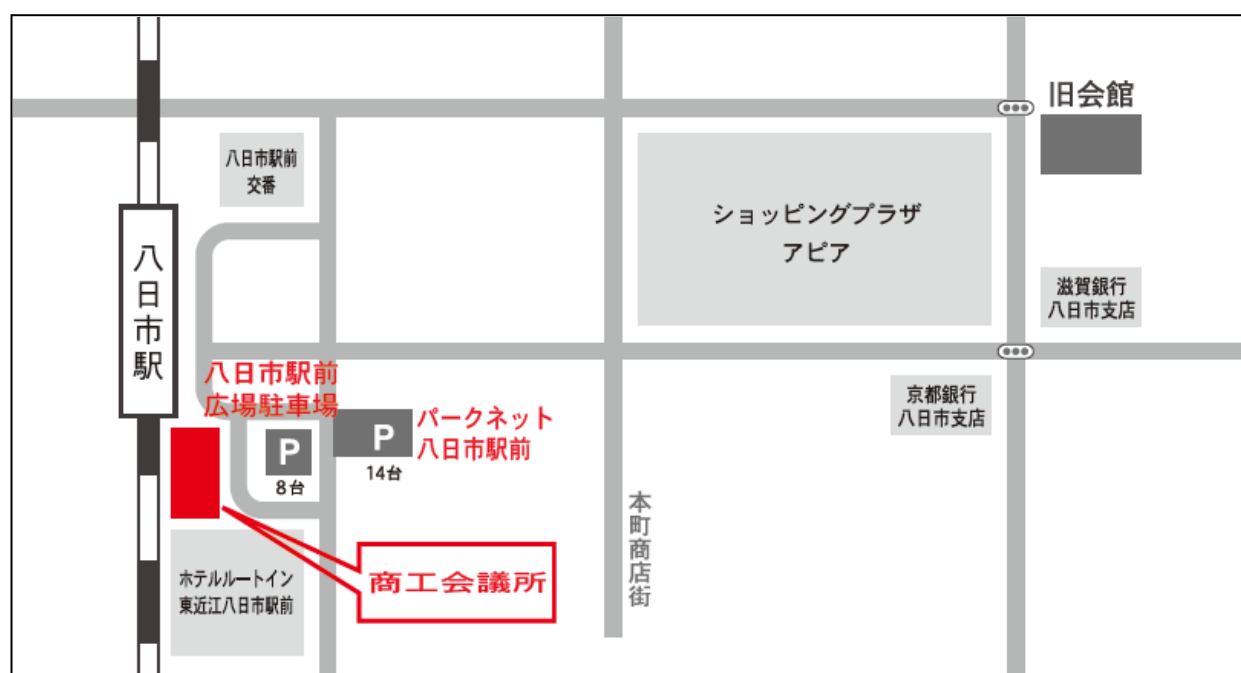 旧会館
八日市駅前
交番
ショッピングプラザ
アピア
八日市駅
滋賀銀行
八日市支店
八日市駅前
広場駐車場
京都銀行
八日市支店
パークネット
八日市駅前
P
8台
P
14台
本町商店街
商工会議所
ホテルルートイン
東近江八日市駅前